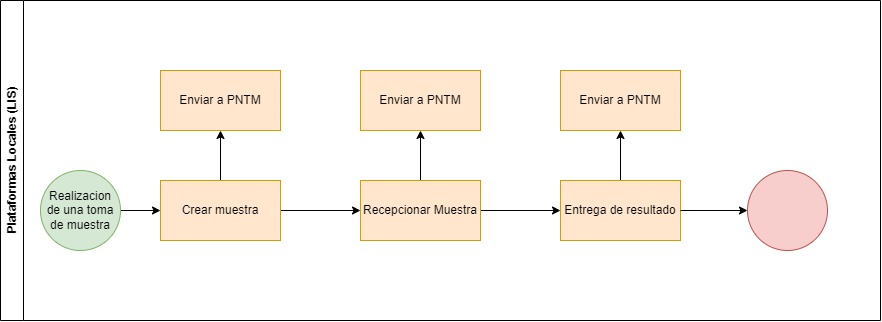 Plataformas Locales (LIS)
Enviar a PNTM
Enviar a PNTM
Enviar a PNTM
Realizacion
de una toma
de muestra
Crear muestra
Recepcionar Muestra
Entrega de resultado